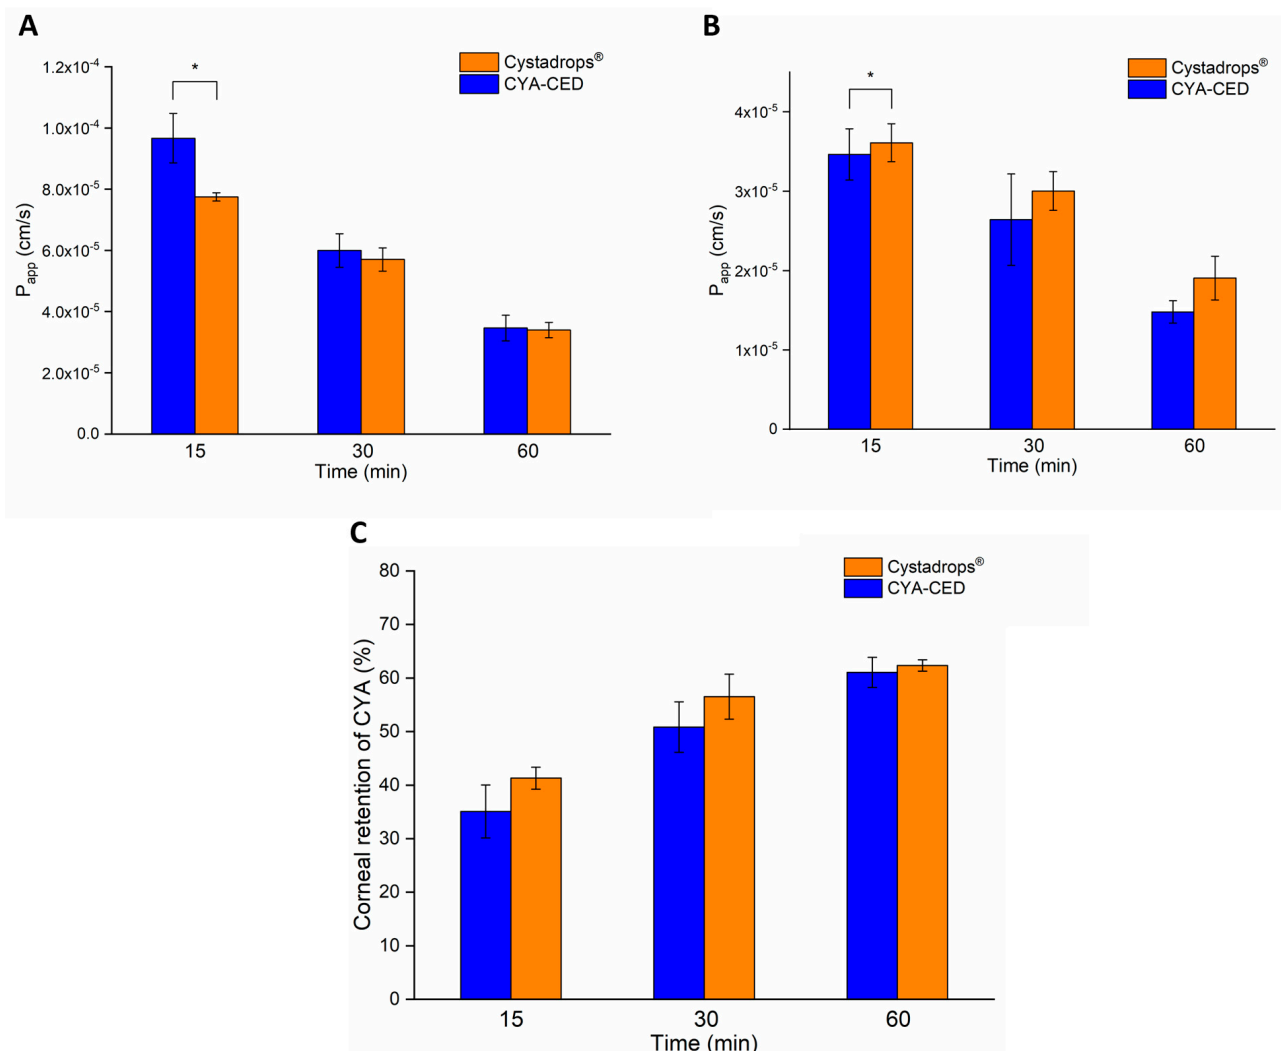 A
1.2x10⁻⁴
1.0x10⁻⁴
8.0x10⁻⁵
6.0x10⁻⁵
4.0x10⁻⁵
2.0x10⁻⁵
0.0
Papp (cm/s)
*
Cystadrops®
CYA-CED
15 30 60
Time (min)
B
4x10⁻⁵
3x10⁻⁵
2x10⁻⁵
1x10⁻⁵
0
Papp (cm/s)
*
Cystadrops®
CYA-CED
15 30 60
Time (min)
C
80
70
60
50
40
30
20
10
0
Corneal retention of CYA (%)
Cystadrops®
CYA-CED
15 30 60
Time (min)